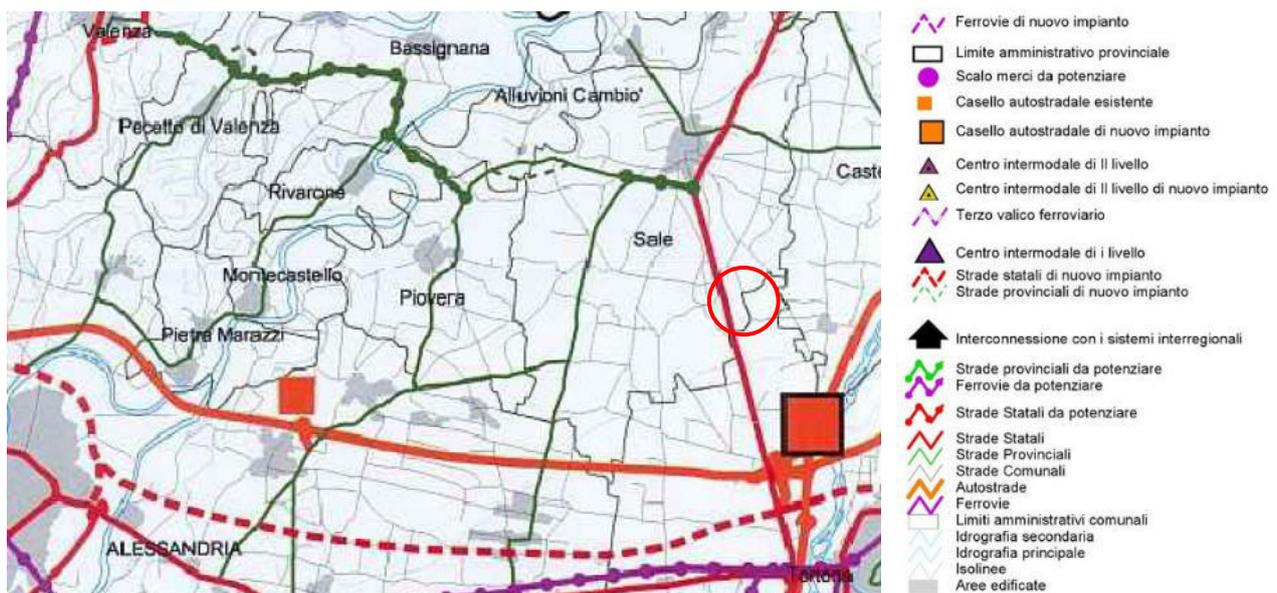 Valenza
Bassignana
Alluvioni Cambio'
Pecetto di Valenza
Caste
Rivarone
Sale
Montecastello
Piovera
Pietra Marazzi
ALESSANDRIA
Tortona
Ferrovie di nuovo impianto
Limite amministrativo provinciale
Scalo merci da potenziare
Casello autostradale esistente
Casello autostradale di nuovo impianto
Centro intermodale di II livello
Centro intermodale di II livello di nuovo impianto
Terzo valico ferroviario
Centro intermodale di i livello
Strade statali di nuovo impianto
Strade provinciali di nuovo impianto
Interconnessione con i sistemi interregionali
Strade provinciali da potenziare
Ferrovie da potenziare
Strade Statali da potenziare
Strade Statali
Strade Provinciali
Strade Comunali
Autostrade
Ferrovie
Limiti amministrativi comunali
Idrografia secondaria
Idrografia principale
Isolinee
Aree edificate